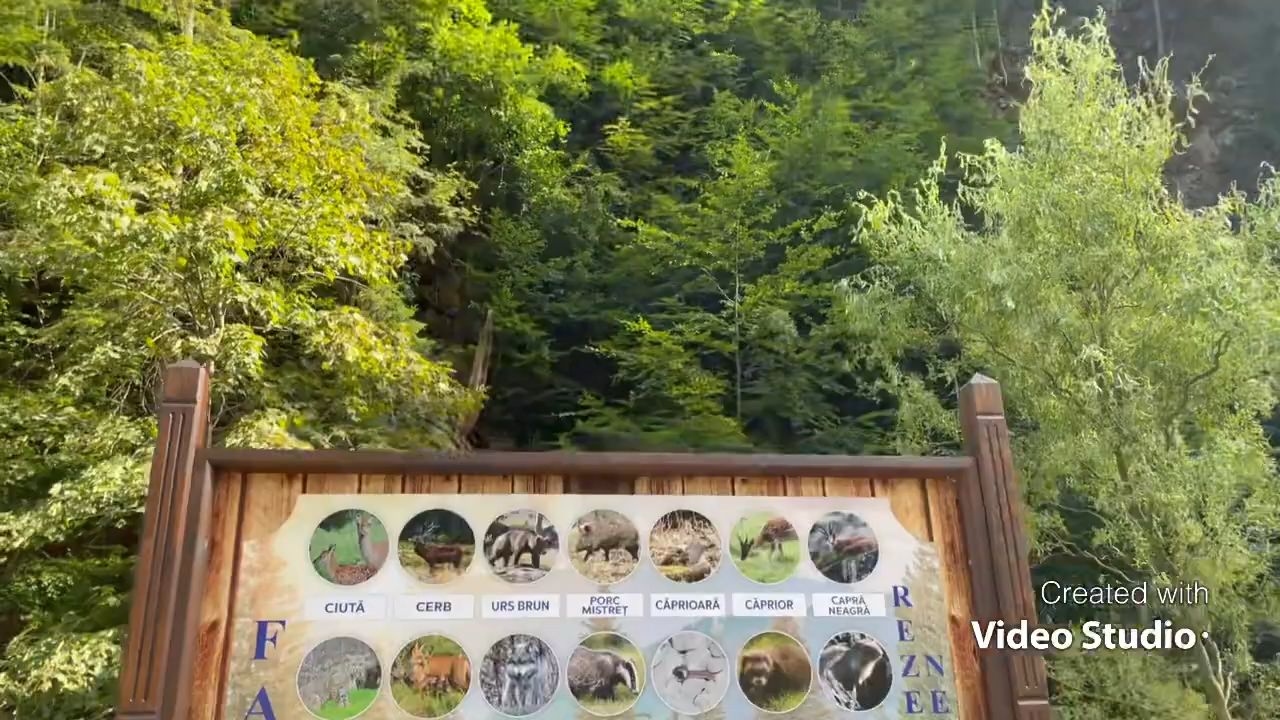 CIUTĂ CERB URS BRUN PORC MISTREȚ CĂPRIOARĂ CĂPRIOR CAPRĂ NEAGRĂ
F
A
R
E
Z N
E E
Created with
Video Studio